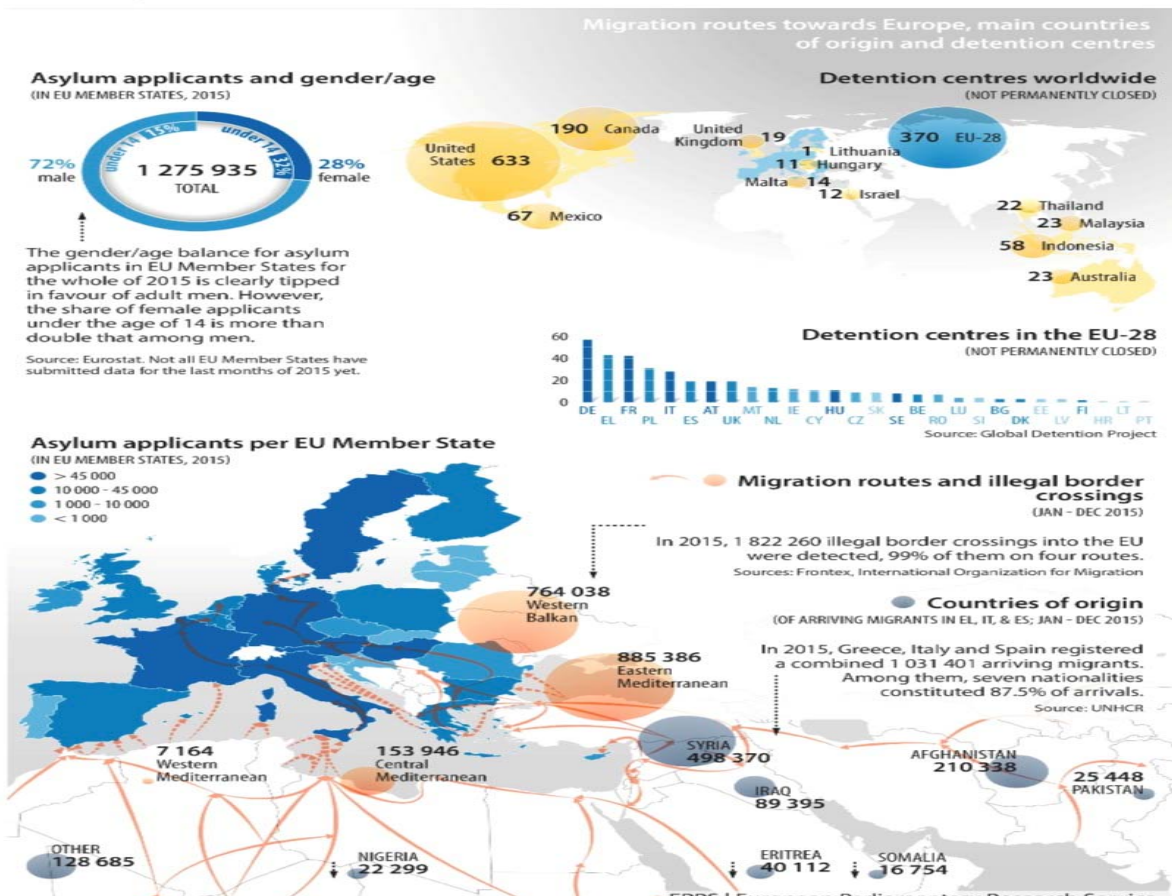 Migration routes towards Europe, main countries
of origin and detention centres
Asylum applicants and gender/age
(IN EU MEMBER STATES, 2015)
under 14 15%
under 14 32%
72%
male
1 275 935
TOTAL
28%
female
The gender/age balance for asylum
applicants in EU Member States for
the whole of 2015 is clearly tipped
in favour of adult men. However,
the share of female applicants
under the age of 14 is more than
double that among men.
Source: Eurostat. Not all EU Member States have
submitted data for the last months of 2015 yet.
Detention centres worldwide
(NOT PERMANENTLY CLOSED)
190 Canada
United
States 633
67 Mexico
United
Kingdom 19
1 Lithuania
11 Hungary
Malta 14
12 Israel
370 EU-28
22 Thailand
23 Malaysia
58 Indonesia
23 Australia
Detention centres in the EU-28
(NOT PERMANENTLY CLOSED)
60
40
20
0
DE FR IT AT MT IE HU SK BE LU BG EE FI LT
EL PL ES UK NL CY CZ SE RO SI DK LV HR PT
Source: Global Detention Project
Asylum applicants per EU Member State
(IN EU MEMBER STATES, 2015)
> 45 000
10 000 - 45 000
1 000 - 10 000
< 1 000
Migration routes and illegal border
crossings
(JAN - DEC 2015)
In 2015, 1 822 260 illegal border crossings into the EU
were detected, 99% of them on four routes.
Sources: Frontex, International Organization for Migration
764 038
Western
Balkan
885 386
Eastern
Mediterranean
Countries of origin
(OF ARRIVING MIGRANTS IN EL, IT, & ES; JAN - DEC 2015)
In 2015, Greece, Italy and Spain registered
a combined 1 031 401 arriving migrants.
Among them, seven nationalities
constituted 87.5% of arrivals.
Source: UNHCR
7 164
Western
Mediterranean
153 946
Central
Mediterranean
SYRIA
498 370
IRAQ
89 395
AFGHANISTAN
210 338
25 448
PAKISTAN
OTHER
128 685
NIGERIA
22 299
ERITREA
40 112
SOMALIA
16 754
EPRS | European Parliamentary Research Service